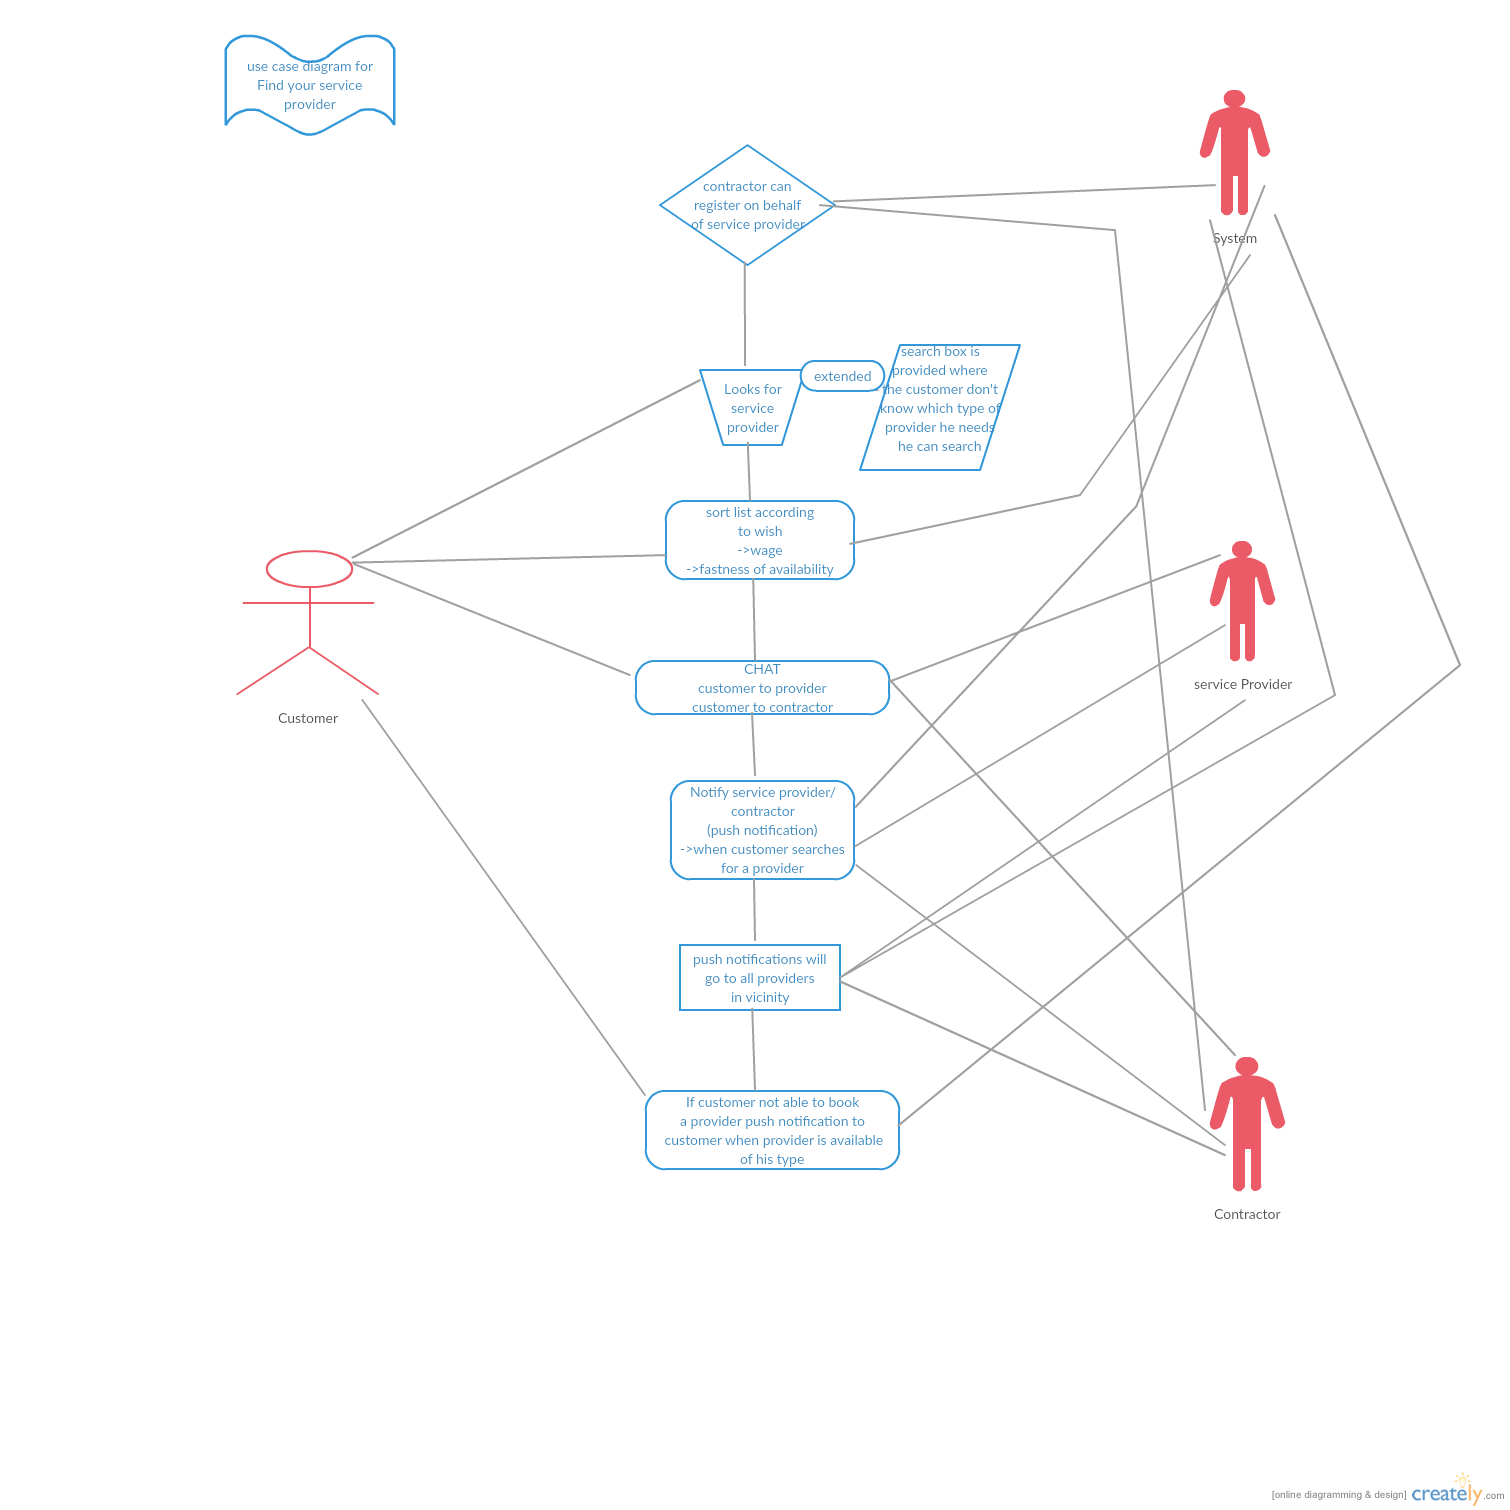 use case diagram for
Find your service
provider
contractor can
register on behalf
of service provider
System
Looks for
service
provider
extended
search box is
provided where
the customer don't
know which type of
provider he needs
he can search
sort list according
to wish
->wage
->fastness of availability
Customer
service Provider
CHAT
customer to provider
customer to contractor
Notify service provider/
contractor
(push notification)
->when customer searches
for a provider
push notifications will
go to all providers
in vicinity
If customer not able to book
a provider push notification to
customer when provider is available
of his type
Contractor
[online diagramming & design] creately.com